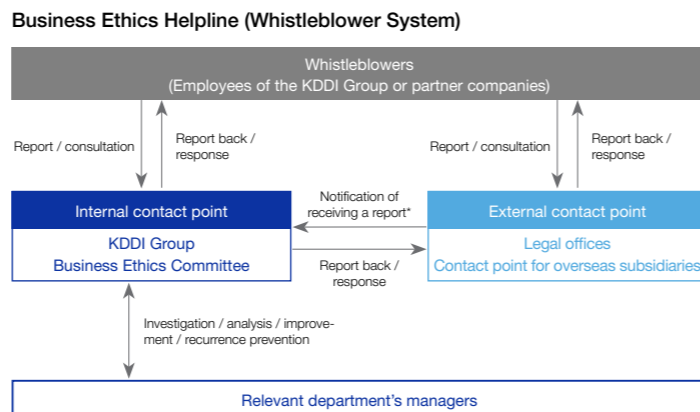 Business Ethics Helpline (Whistleblower System)
Whistleblowers
(Employees of the KDDI Group or partner companies)
Report / consultation
Report back /
response
Report / consultation
Report back /
response
Internal contact point
KDDI Group
Business Ethics Committee
Notification of
receiving a report*
Report back /
response
External contact point
Legal offices
Contact point for overseas subsidiaries
Investigation / analysis / improve-
ment / recurrence prevention
Relevant department's managers